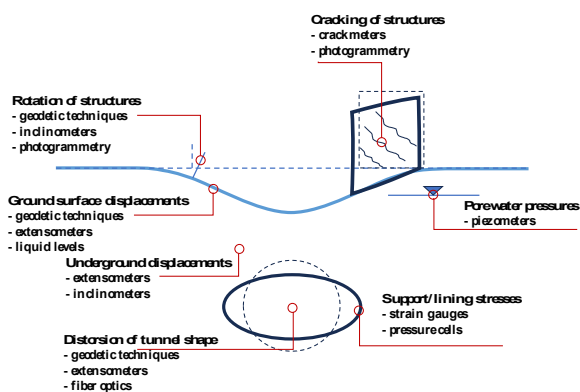 Cracking of structures
- crackmeters
- photogrammetry
Rotation of structures
- geodetic techniques
- inclinometers
- photogrammetry
Ground surface displacements
- geodetic techniques
- extensometers
- liquid levels
Pore water pressures
- piezometers
Underground displacements
- extensometers
- inclinometers
Support/lining stresses
- strain gauges
- pressure cells
Distorsion of tunnel shape
- geodetic techniques
- extensometers
- fiber optics